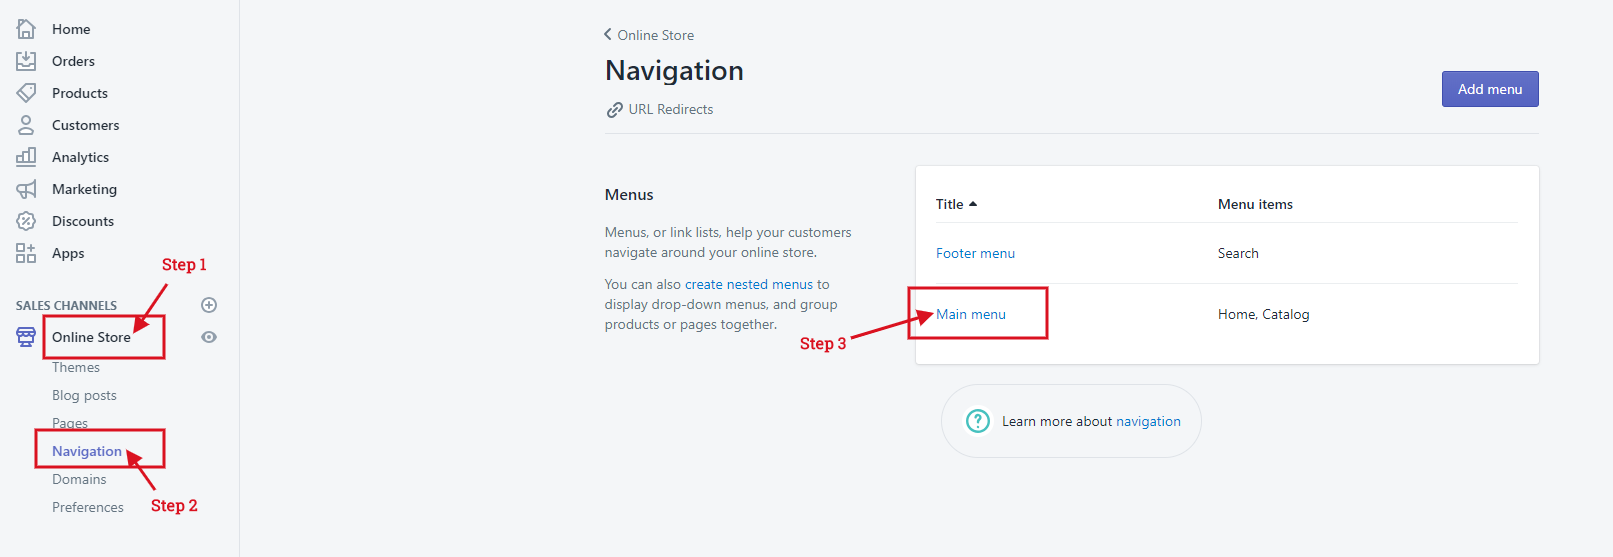 Home
Orders
Products
Customers
Analytics
Marketing
Discounts
Apps
Step 1
SALES CHANNELS
Online Store
Themes
Blog posts
Pages
Navigation
Domains
Preferences
Step 2
Online Store
Navigation
URL Redirects
Add menu
Menus
Menus, or link lists, help your customers
navigate around your online store.
You can also create nested menus to
display drop-down menus, and group
products or pages together.
Title
Menu items
Footer menu
Search
Main menu
Home, Catalog
Step 3
Learn more about navigation